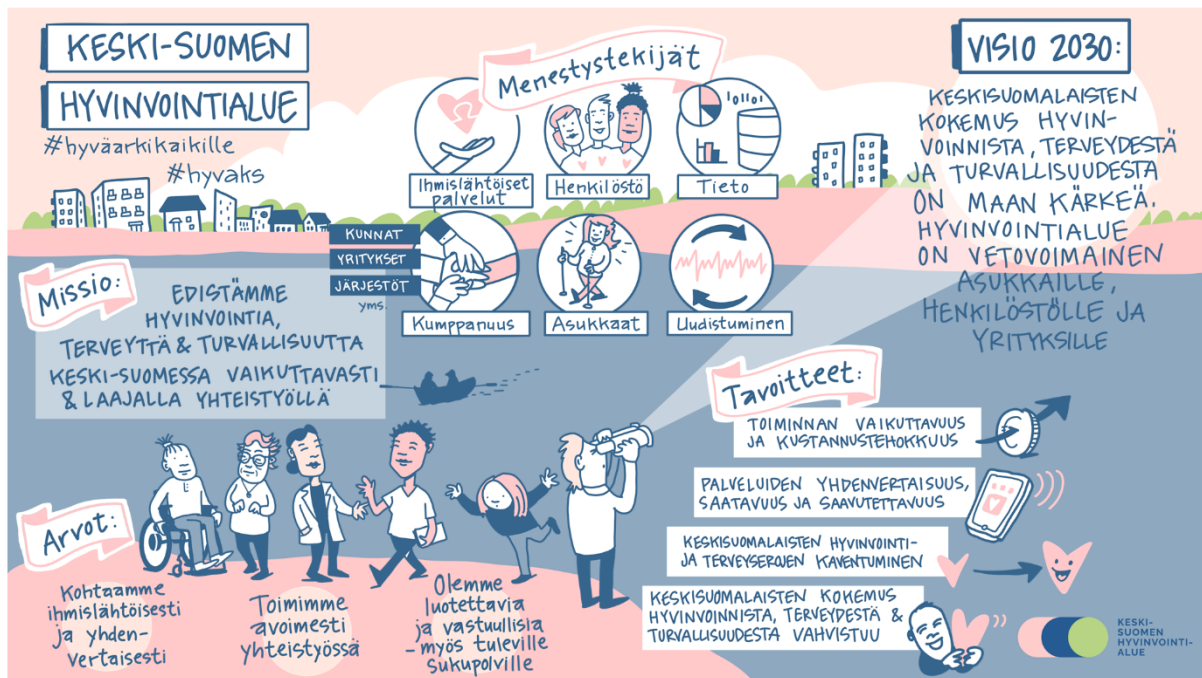 KESKI-SUOMEN
HYVINVOINTIALUE
#hyväarkikaikille
#hyvaks
Menestystekijät
Ihmislähtöiset
palvelut
Henkilöstö
101101
Tieto
KUNNAT
YRITYKSET
JÄRJESTÖT
yms.
Kumppanuus
Asukkaat
Uudistuminen
VISIO 2030:
KESKISUOMALAISTEN
KOKEMUS HYVIN-
VOINNISTA, TERVEYDESTÄ
JA TURVALLISUUDESTA
ON MAAN KÄRKEÄ.
HYVINVOINTIALUE
ON VETOVOIMAINEN
ASUKKAILLE,
HENKILÖSTÖLLE JA
YRITYKSILLE
Missio:
EDISTÄMME
HYVINVOINTIA,
TERVEYTTÄ & TURVALLISUUTTA
KESKI-SUOMESSA VAIKUTTAVASTI
& LAAJALLA YHTEISTYÖLLÄ
Tavoitteet:
TOIMINNAN VAIKUTTAVUUS
JA KUSTANNUSTEHOKKUUS
€
PALVELUIDEN YHDENVERTAISUUS,
SAATAVUUS JA SAAVUTETTAVUUS
KESKISUOMALAISTEN HYVINVOINTI-
JA TERVEYSEROJEN KAVENTUMINEN
KESKISUOMALAISTEN KOKEMUS
HYVINVOINNISTA, TERVEYDESTÄ &
TURVALLISUUDESTA VAHVISTUU
Arvot:
Kohtaamme
ihmislähtöisesti
ja yhden-
vertaisesti
Toimimme
avoimesti
yhteistyössä
Olemme
luotettavia
ja vastuullisia
-myös tuleville
sukupolville
KESKI-
SUOMEN
HYVINVOINTI-
ALUE